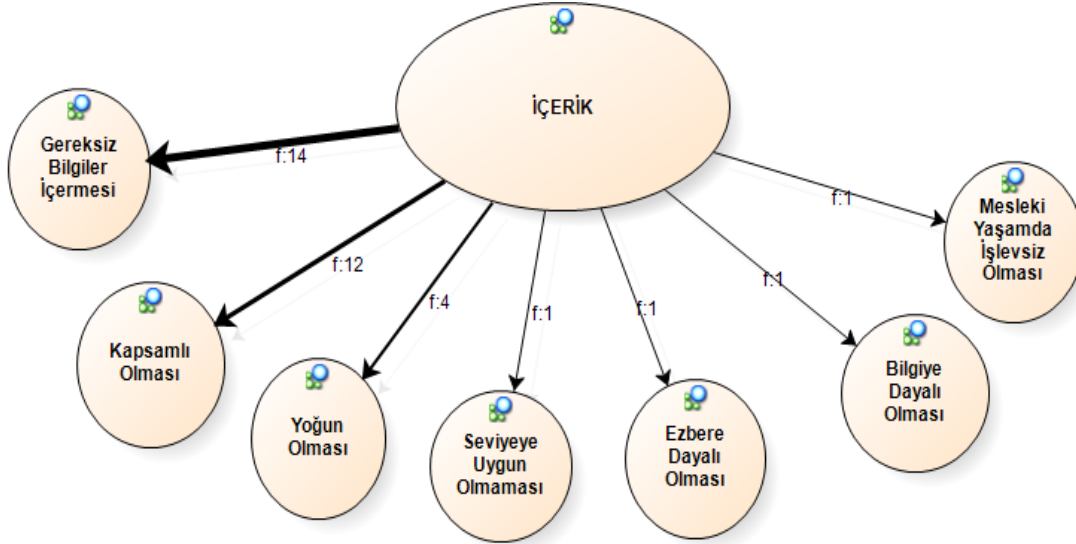 İÇERİK
Gereksiz
Bilgiler
İçermesi
f:14
f:12
f:4
f:1
f:1
f:1
f:1
Kapsamlı
Olması
Yoğun
Olması
Seviyeye
Uygun
Olmaması
Ezbere
Dayalı
Olması
Bilgiye
Dayalı
Olması
Mesleki
Yaşamda
İşlevsiz
Olması